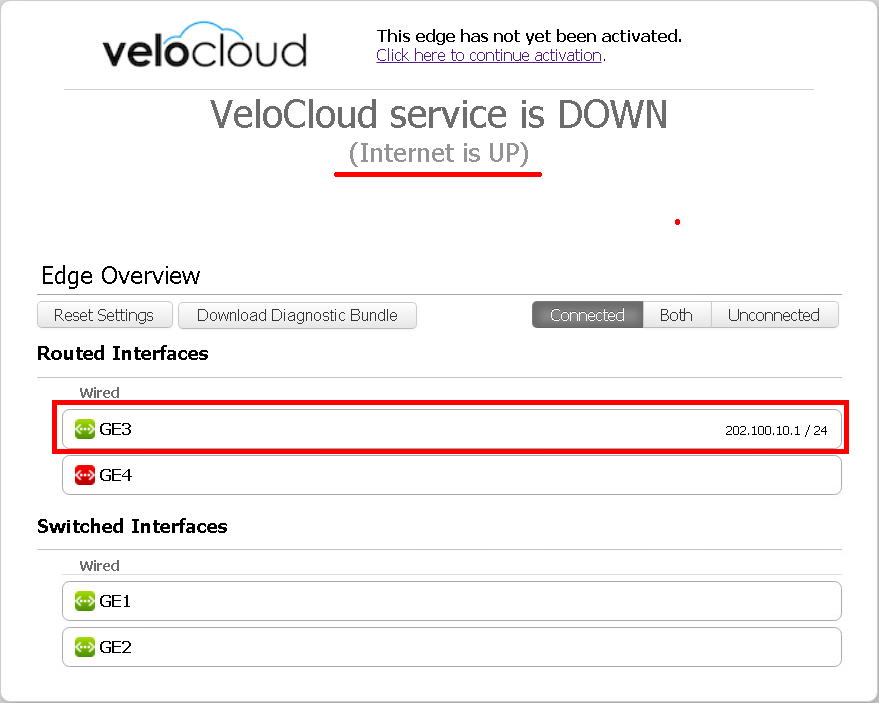 velocloud
This edge has not yet been activated.
Click here to continue activation.
VeloCloud service is DOWN
(Internet is UP)
Edge Overview
Reset Settings Download Diagnostic Bundle Connected Both Unconnected
Routed Interfaces
Wired
GE3 202.100.10.1 / 24
GE4
Switched Interfaces
Wired
GE1
GE2